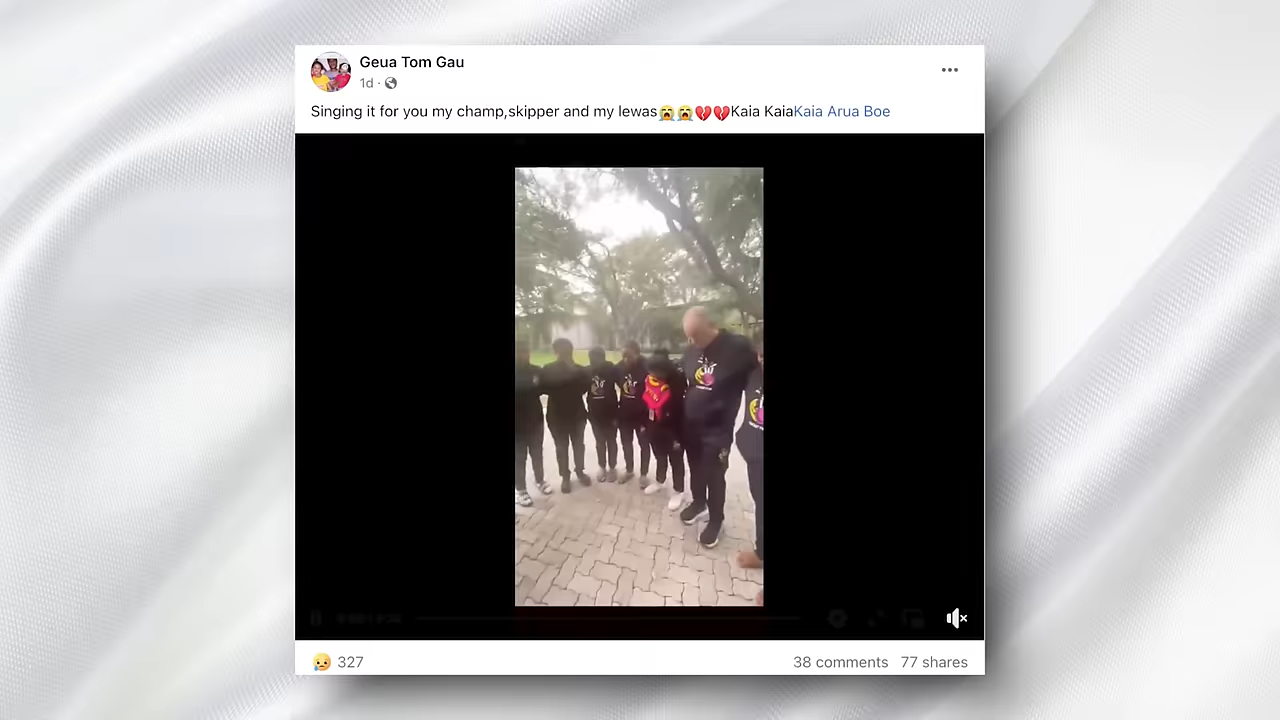 Geua Tom Gau
1d ·
Singing it for you my champ,skipper and my lewas😭😭💔💔Kaia KaiaKaia Arua Boe
327
38 comments 77 shares